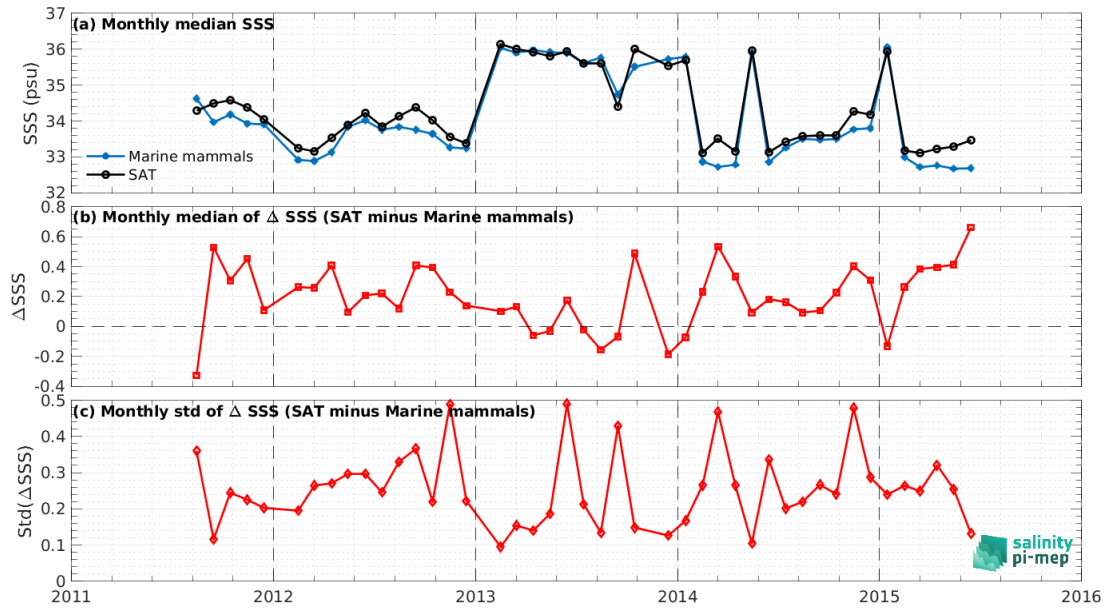 (a) Monthly median SSS
37
36
35
34
33
32
SSS (psu)
Marine mammals
SAT
(b) Monthly median of Δ SSS (SAT minus Marine mammals)
0.8
0.6
0.4
0.2
0
-0.2
-0.4
ΔSSS
(c) Monthly std of Δ SSS (SAT minus Marine mammals)
0.5
0.4
0.3
0.2
0.1
0
Std(ΔSSS)
2011 2012 2013 2014 2015 2016
salinity
pi-mep